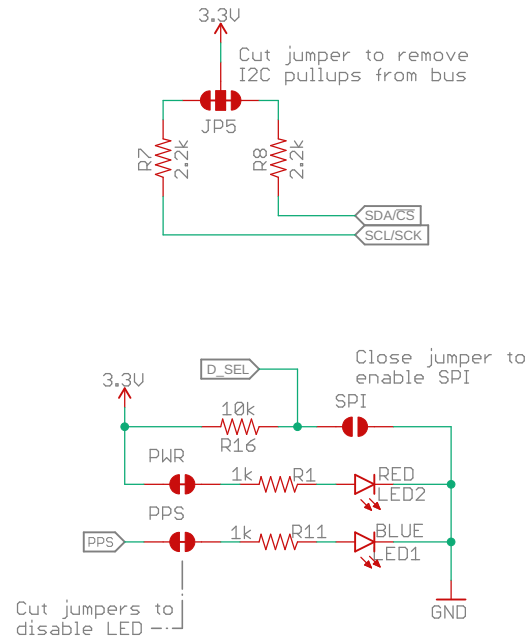 3.3V
Cut jumper to remove
I2C pullups from bus
JP5
R7
2.2k
R8
2.2k
SDA/CS
SCL/SCK
Close jumper to
enable SPI
D_SEL
3.3V
10k
SPI
R16
PWR
1k
R1
RED
LED2
PPS
PPS
1k
R11
BLUE
LED1
Cut jumpers to
disable LED
GND